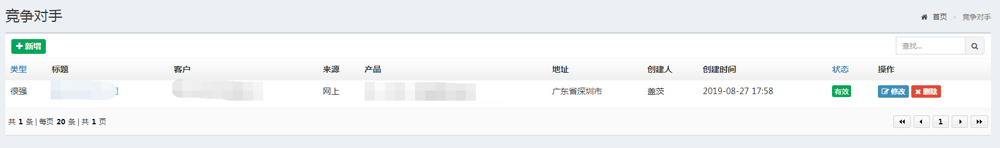 竞争对手
首页 > 竞争对手
新增
查找...
类型 标题 客户 来源 产品 地址 创建人 创建时间 状态 操作
很强 网上 广东省深圳市 盖茨 2019-08-27 17:58 有效 修改 删除
共 1 条 | 每页 20 条 | 共 1 页
1